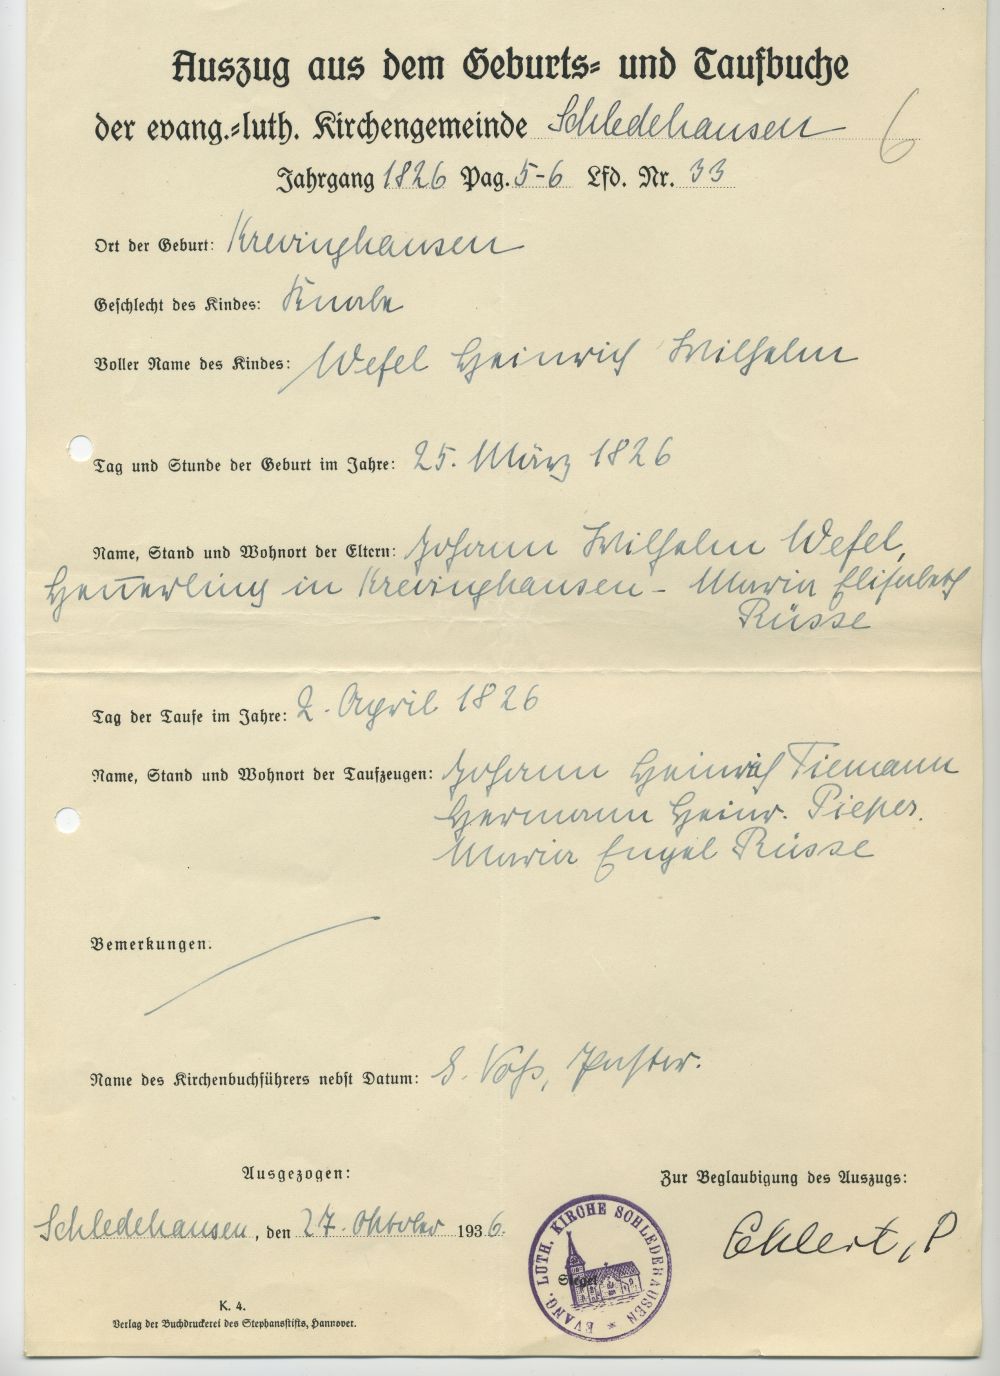 Auszug aus dem Geburts- und Taufbuche
der evang.-luth. Kirchengemeinde Schledehausen 6
Jahrgang 1826 Pag. 5-6 Lfd. Nr. 33
Ort der Geburt: Krevinghausen
Geschlecht des Kindes: Knabe
Voller Name des Kindes: Wefel Heinrich Wilhelm
Tag und Stunde der Geburt im Jahre: 25. März 1826
Name, Stand und Wohnort der Eltern: Johann Wilhelm Wefel,
Heuerling in Krevinghausen - Maria Elisabeth
Rüsse
Tag der Taufe im Jahre: 2. April 1826
Name, Stand und Wohnort der Taufzeugen: Johann Heinrich Tiemann
Hermann Heinr. Pieper.
Maria Engel Rüsse
Bemerkungen.
Name des Kirchenbuchführers nebst Datum: Voß, Pastor.
Ausgezogen:
Zur Beglaubigung des Auszugs:
Schledehausen, den 27. Oktober 1936.
Ehlert, P
EVANG. LUTH. KIRCHE SCHLEDEHAUSEN *
Siegel
K. 4.
Verlag der Buchdruckerei des Stephansstifts, Hannover.